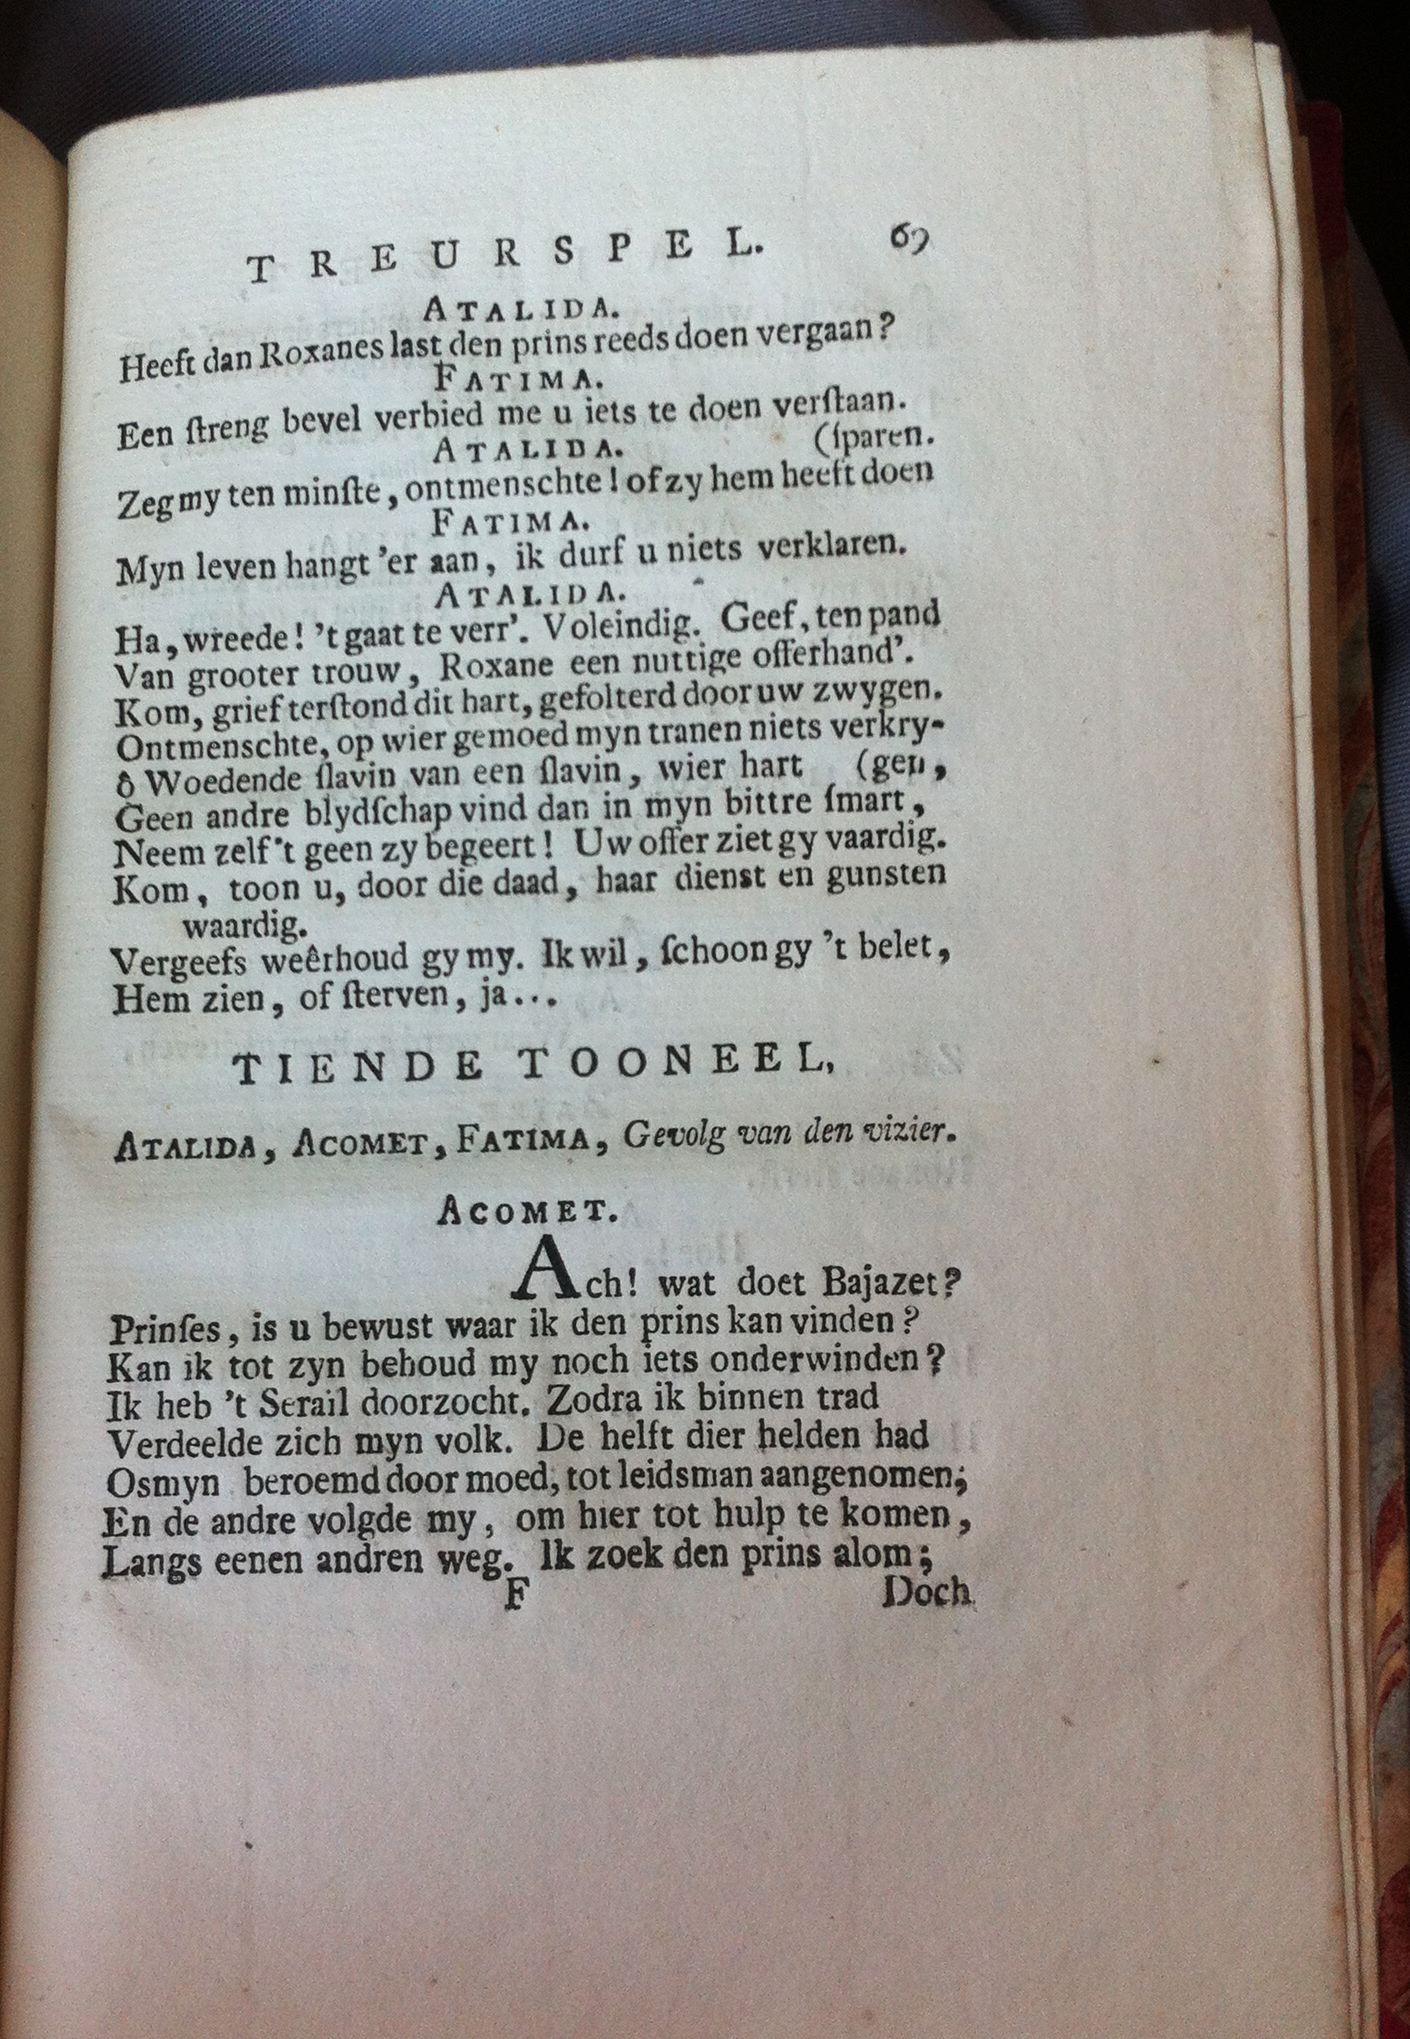 TREURSPEL. 69
ATALIDA.
Heeft dan Roxanes last den prins reeds doen vergaan?
FATIMA.
Een ſtreng bevel verbied me u iets te doen verſtaan.
ATALIDA. (ſparen.
Zeg my ten minſte, ontmenschte! of zy hem heeft doen
FATIMA.
Myn leven hangt 'er aan, ik durf u niets verklaren.
ATALIDA.
Ha, wreede! 't gaat te verr'. Voleindig. Geef, ten pand
Van grooter trouw, Roxane een nuttige offerhand'.
Kom, grief terſtond dit hart, gefolterd door uw zwygen.
Ontmenschte, op wier gemoed myn tranen niets verkry-
ô Woedende ſlavin van een ſlavin, wier hart (gen,
Geen andre blydſchap vind dan in myn bittre ſmart,
Neem zelf 't geen zy begeert! Uw offer ziet gy vaardig.
Kom, toon u, door die daad, haar dienst en gunsten
waardig.
Vergeefs weêrhoud gy my. Ik wil, ſchoon gy 't belet,
Hem zien, of ſterven, ja...
TIENDE TOONEEL.
ATALIDA, ACOMET, FATIMA, Gevolg van den vizier.
ACOMET.
Ach! wat doet Bajazet?
Prinſes, is u bewust waar ik den prins kan vinden?
Kan ik tot zyn behoud my noch iets onderwinden?
Ik heb 't Serail doorzocht. Zodra ik binnen trad
Verdeelde zich myn volk. De helft dier helden had
Osmyn beroemd door moed, tot leidsman aangenomen;
En de andre volgde my, om hier tot hulp te komen,
Langs eenen andren weg. Ik zoek den prins alom;
F Doch